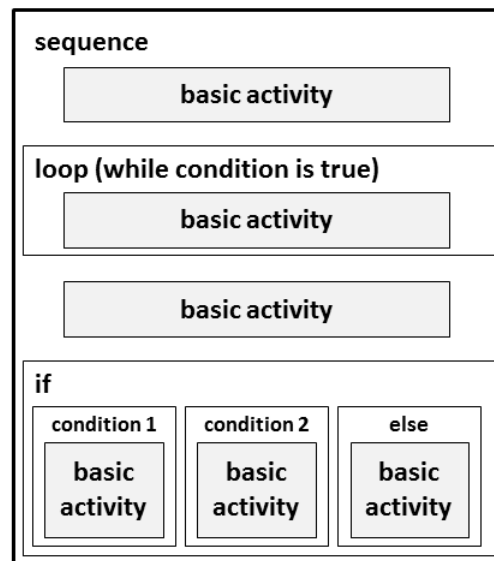 sequence
basic activity
loop (while condition is true)
basic activity
basic activity
if
condition 1
basic
activity
condition 2
basic
activity
else
basic
activity